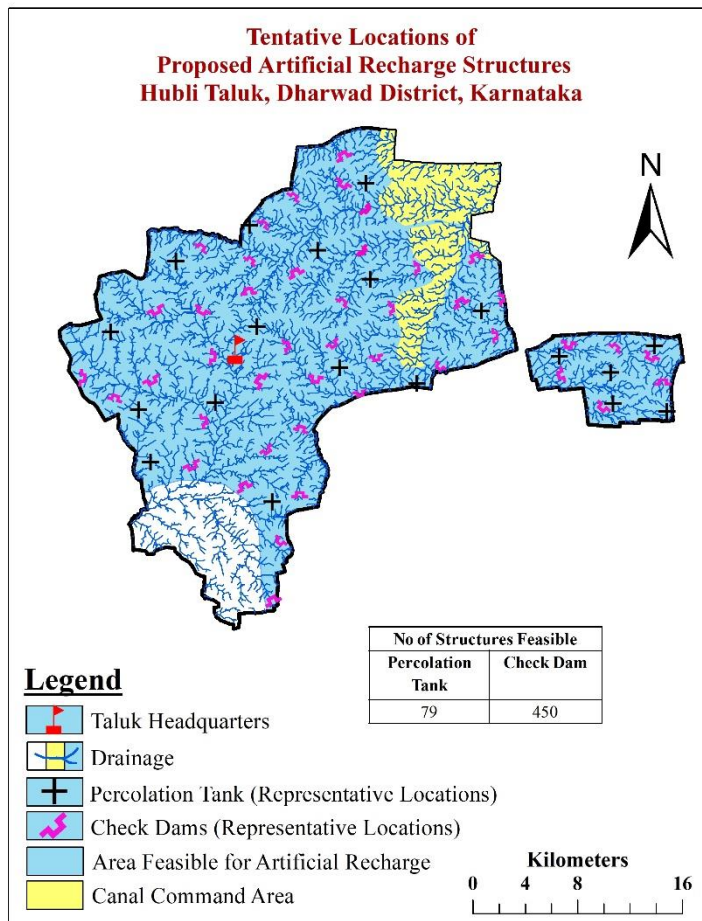 Tentative Locations of
Proposed Artificial Recharge Structures
Hubli Taluk, Dharwad District, Karnataka
N
No of Structures Feasible
Percolation Tank Check Dam
79 450
Legend
Taluk Headquarters
Drainage
Percolation Tank (Representative Locations)
Check Dams (Representative Locations)
Area Feasible for Artificial Recharge
Canal Command Area
Kilometers
0 4 8 16